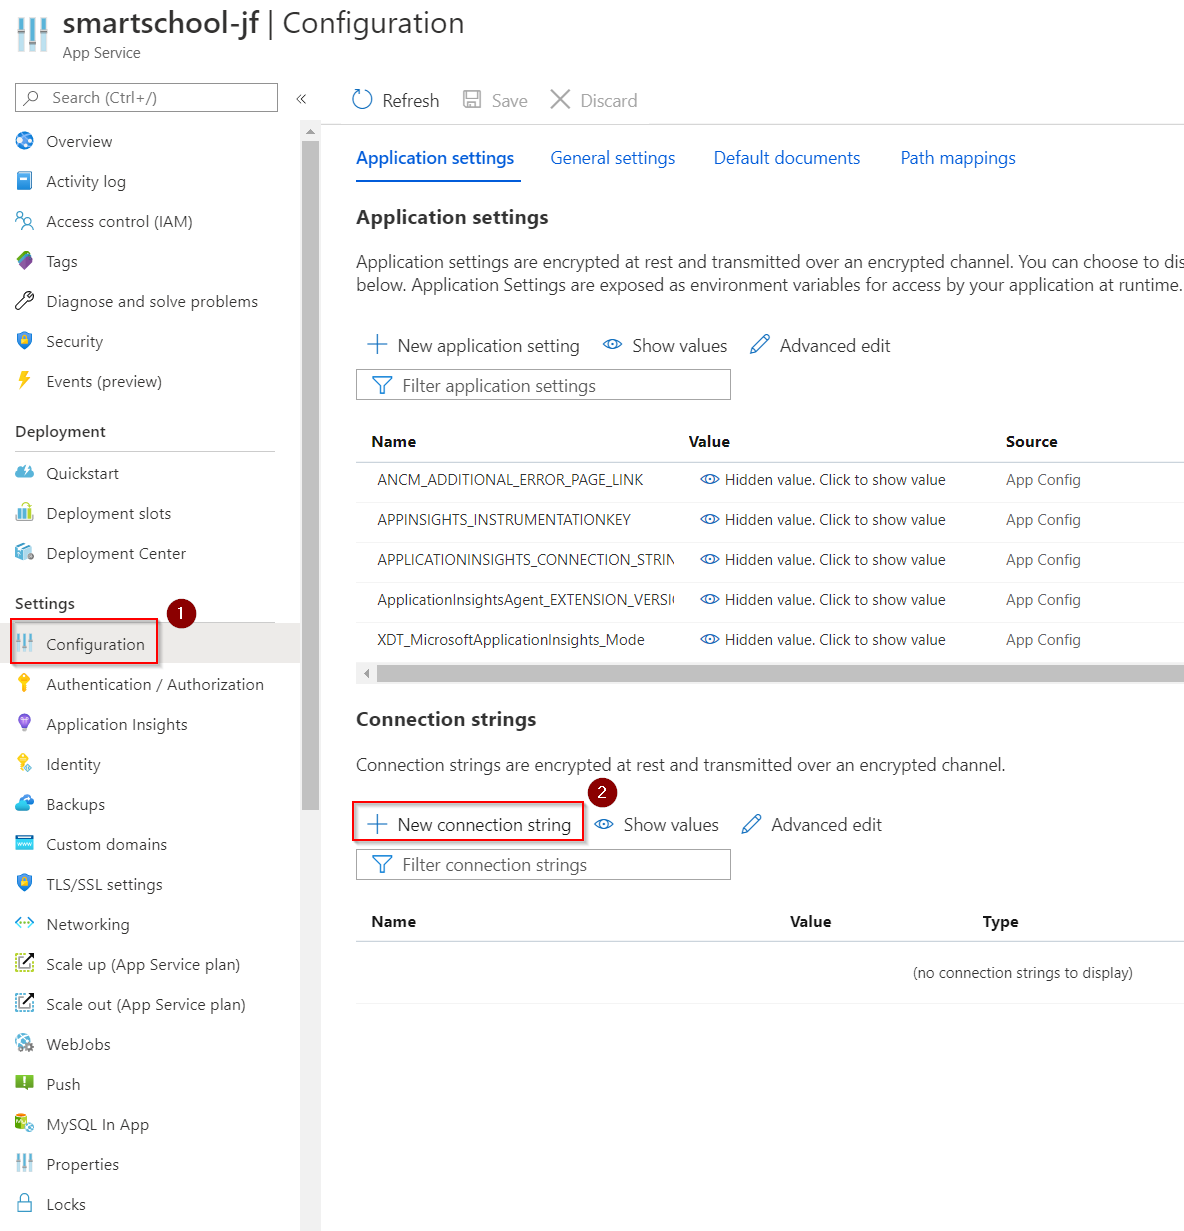 smartschool-jf | Configuration
App Service
Search (Ctrl+/)
«
Overview
Activity log
Access control (IAM)
Tags
Diagnose and solve problems
Security
Events (preview)
Deployment
Quickstart
Deployment slots
Deployment Center
Settings
1
Configuration
Authentication / Authorization
Application Insights
Identity
Backups
Custom domains
TLS/SSL settings
Networking
Scale up (App Service plan)
Scale out (App Service plan)
WebJobs
Push
MySQL In App
Properties
Locks
Refresh Save Discard
Application settings General settings Default documents Path mappings
Application settings
Application settings are encrypted at rest and transmitted over an encrypted channel. You can choose to dis
below. Application Settings are exposed as environment variables for access by your application at runtime.
New application setting Show values Advanced edit
Filter application settings
Name Value Source
ANCM_ADDITIONAL_ERROR_PAGE_LINK Hidden value. Click to show value App Config
APPINSIGHTS_INSTRUMENTATIONKEY Hidden value. Click to show value App Config
APPLICATIONINSIGHTS_CONNECTION_STRIN Hidden value. Click to show value App Config
ApplicationInsightsAgent_EXTENSION_VERSI Hidden value. Click to show value App Config
XDT_MicrosoftApplicationInsights_Mode Hidden value. Click to show value App Config
Connection strings
Connection strings are encrypted at rest and transmitted over an encrypted channel.
2
New connection string Show values Advanced edit
Filter connection strings
Name Value Type
(no connection strings to display)